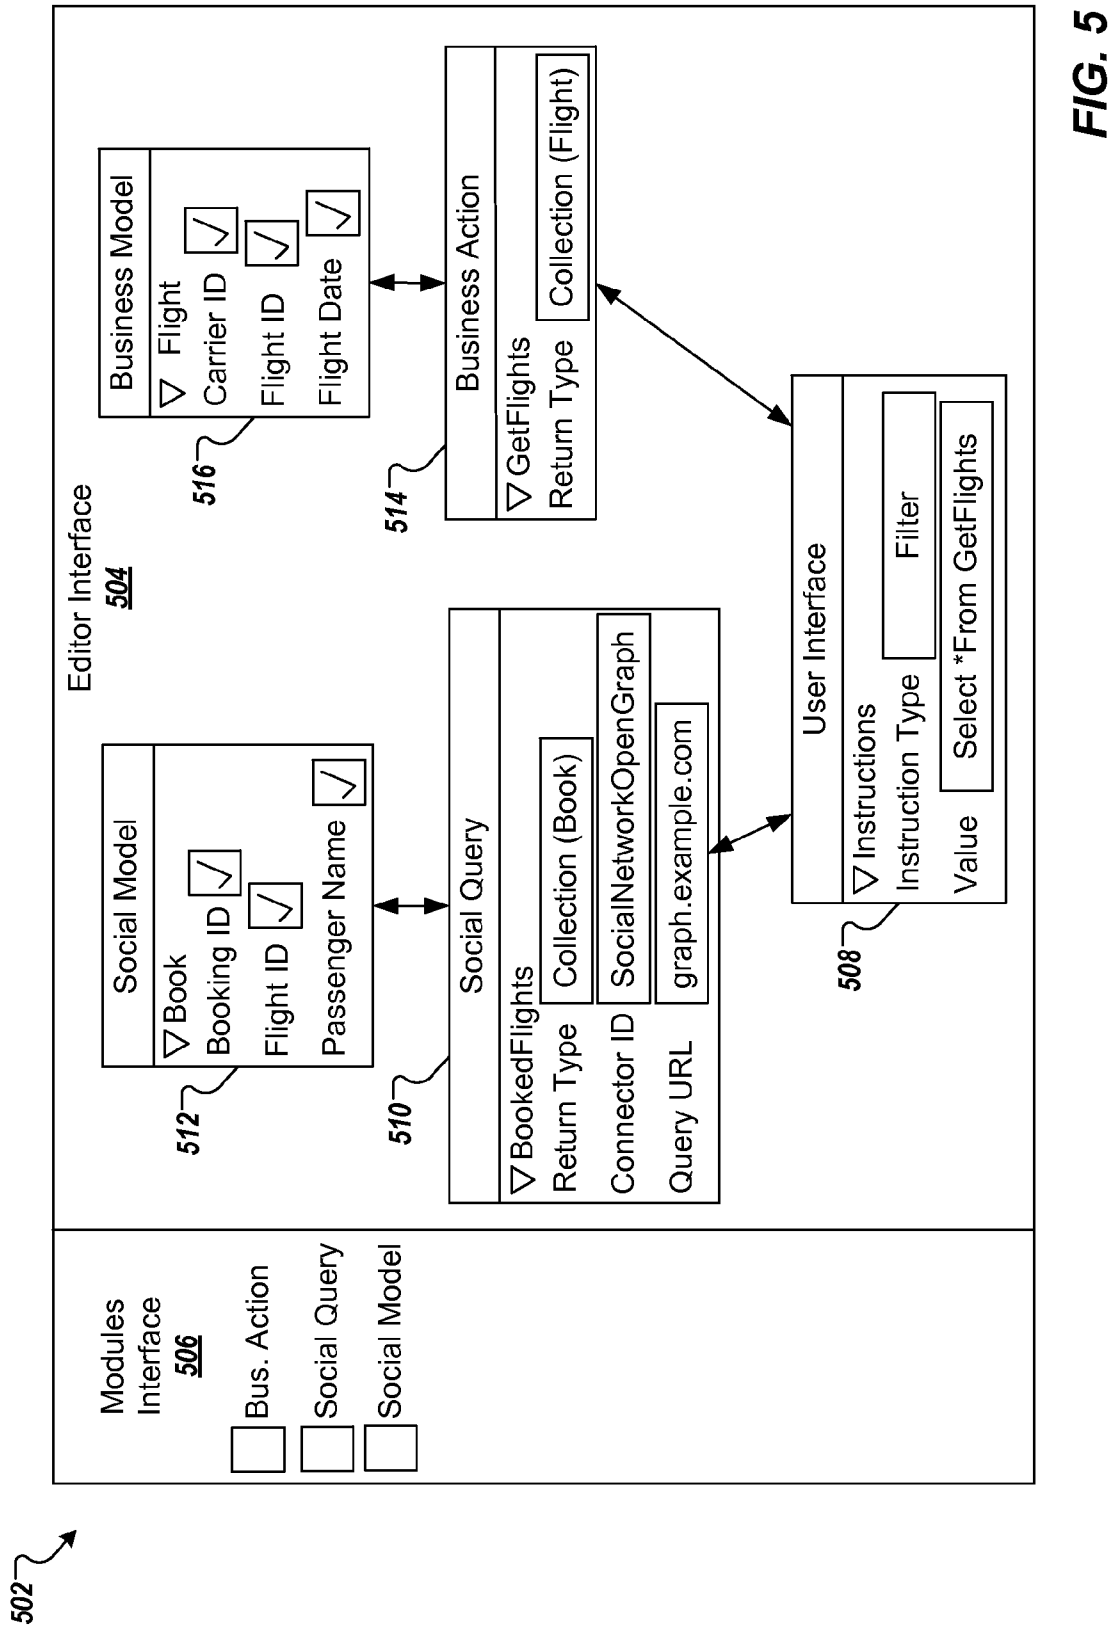 502
Modules
Interface
506
Bus. Action
Social Query
Social Model
Editor Interface
504
Social Model
Book
Booking ID
Flight ID
Passenger Name
512
Business Model
Flight
Carrier ID
Flight ID
Flight Date
516
Social Query
BookedFlights
Return Type Collection (Book)
Connector ID SocialNetworkOpenGraph
Query URL graph.example.com
510
Business Action
GetFlights
Return Type Collection (Flight)
514
User Interface
Instructions
Instruction Type Filter
Value Select *From GetFlights
508
FIG. 5